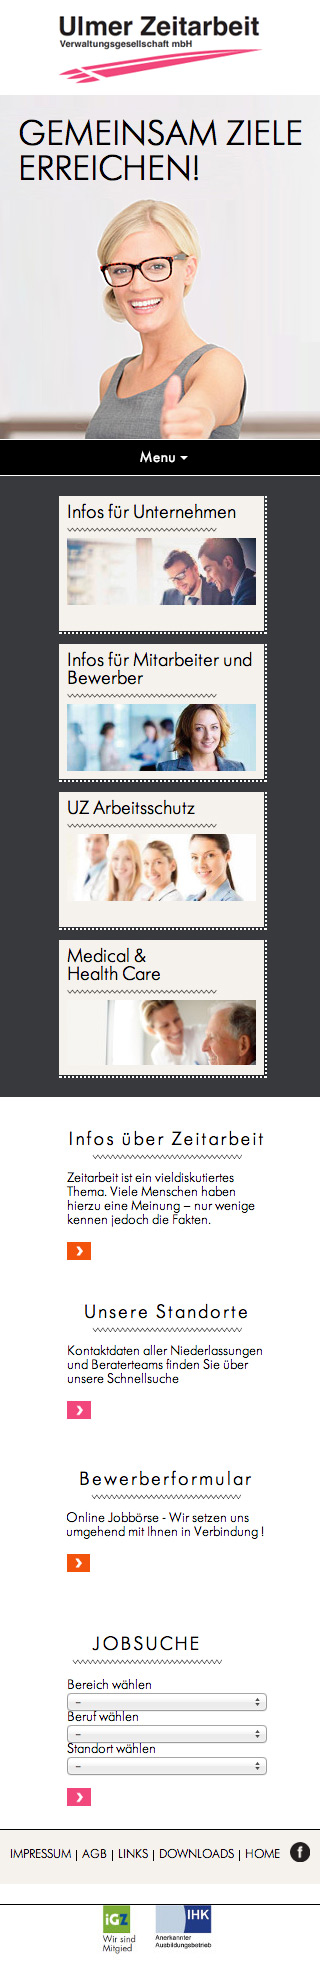 Ulmer Zeitarbeit
Verwaltungsgesellschaft mbH
GEMEINSAM ZIELE
ERREICHEN!
Menu
Infos für Unternehmen
Infos für Mitarbeiter und
Bewerber
UZ Arbeitsschutz
Medical &
Health Care
Infos über Zeitarbeit
Zeitarbeit ist ein vieldiskutiertes
Thema. Viele Menschen haben
hierzu eine Meinung – nur wenige
kennen jedoch die Fakten.
Unsere Standorte
Kontaktdaten aller Niederlassungen
und Beraterteams finden Sie über
unsere Schnellsuche
Bewerberformular
Online Jobbörse - Wir setzen uns
umgehend mit Ihnen in Verbindung !
JOBSUCHE
Bereich wählen
–
Beruf wählen
–
Standort wählen
–
IMPRESSUM | AGB | LINKS | DOWNLOADS | HOME f
iGZ
Wir sind
Mitgied
IHK
Anerkannter
Ausbildungsbetrieb